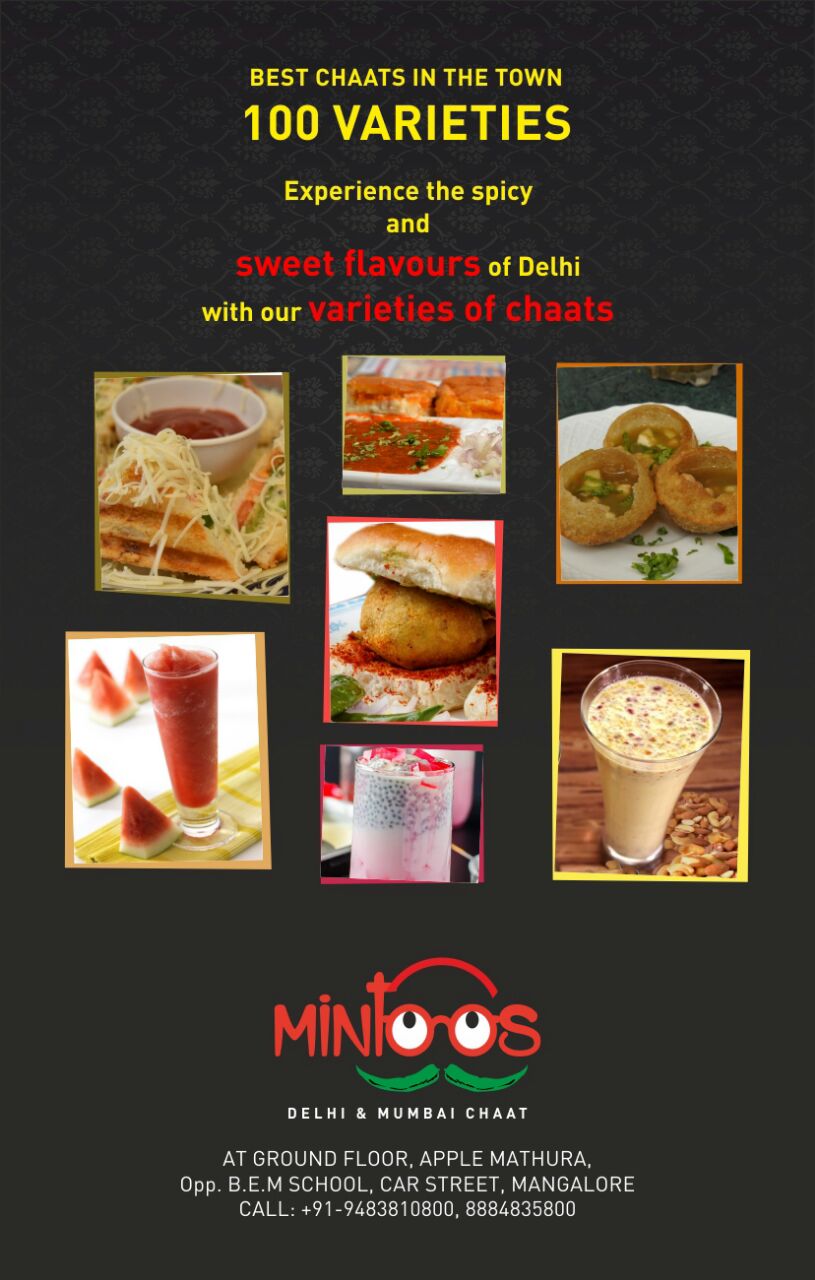 BEST CHAATS IN THE TOWN
100 VARIETIES
Experience the spicy
and
sweet flavours of Delhi
with our varieties of chaats
MiNToOS
DELHI & MUMBAI CHAAT
AT GROUND FLOOR, APPLE MATHURA,
Opp. B.E.M SCHOOL, CAR STREET, MANGALORE
CALL: +91-9483810800, 8884835800